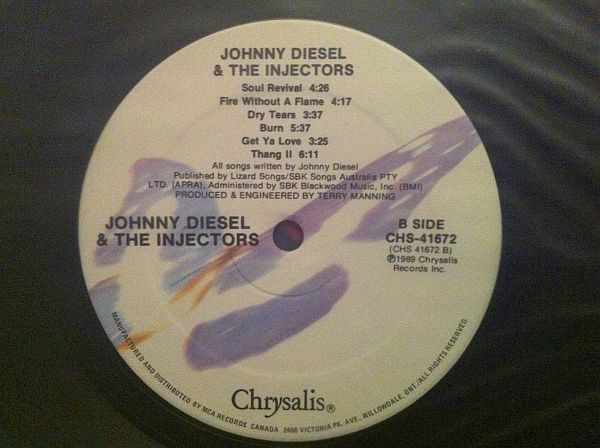 JOHNNY DIESEL
& THE INJECTORS
Soul Revival 4:26
Fire Without A Flame 4:17
Dry Tears 3:37
Burn 5:37
Get Ya Love 3:25
Thang II 6:11
All songs written by Johnny Diesel
Published by Lizard Songs/SBK Songs Australia PTY
LTD. (APRA), Administered by SBK Blackwood Music, Inc. (BMI)
PRODUCED & ENGINEERED BY TERRY MANNING
JOHNNY DIESEL
& THE INJECTORS
B SIDE
CHS-41672
(CHS 41672 B)
℗1989 Chrysalis
Records Inc.
Chrysalis®
MANUFACTURED AND DISTRIBUTED BY MCA RECORDS CANADA 2450 VICTORIA PK. AVE., WILLOWDALE, ONT./ALL RIGHTS RESERVED.